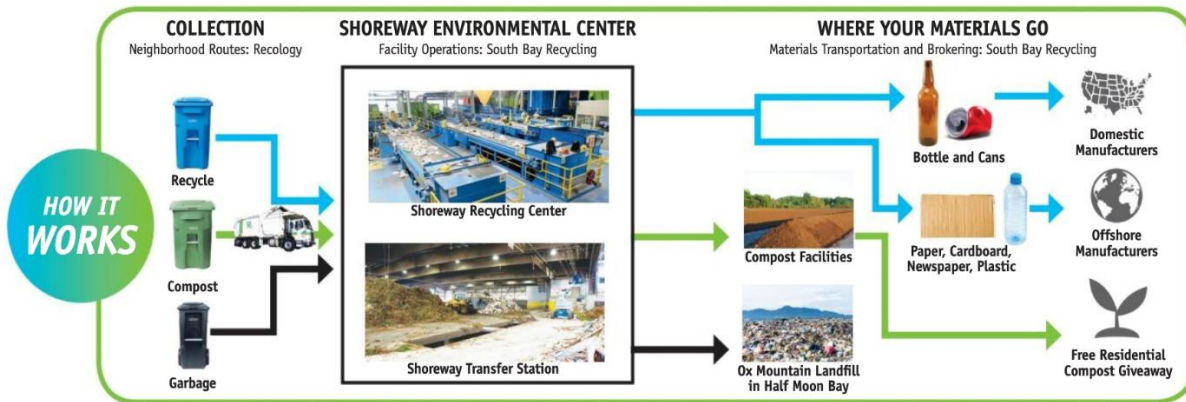 COLLECTION
Neighborhood Routes: Recology
SHOREWAY ENVIRONMENTAL CENTER
Facility Operations: South Bay Recycling
WHERE YOUR MATERIALS GO
Materials Transportation and Brokering: South Bay Recycling
HOW IT
WORKS
Recycle
Compost
Garbage
Shoreway Recycling Center
Shoreway Transfer Station
Bottle and Cans
Domestic
Manufacturers
Compost Facilities
Paper, Cardboard,
Newspaper, Plastic
Offshore
Manufacturers
Ox Mountain Landfill
in Half Moon Bay
Free Residential
Compost Giveaway